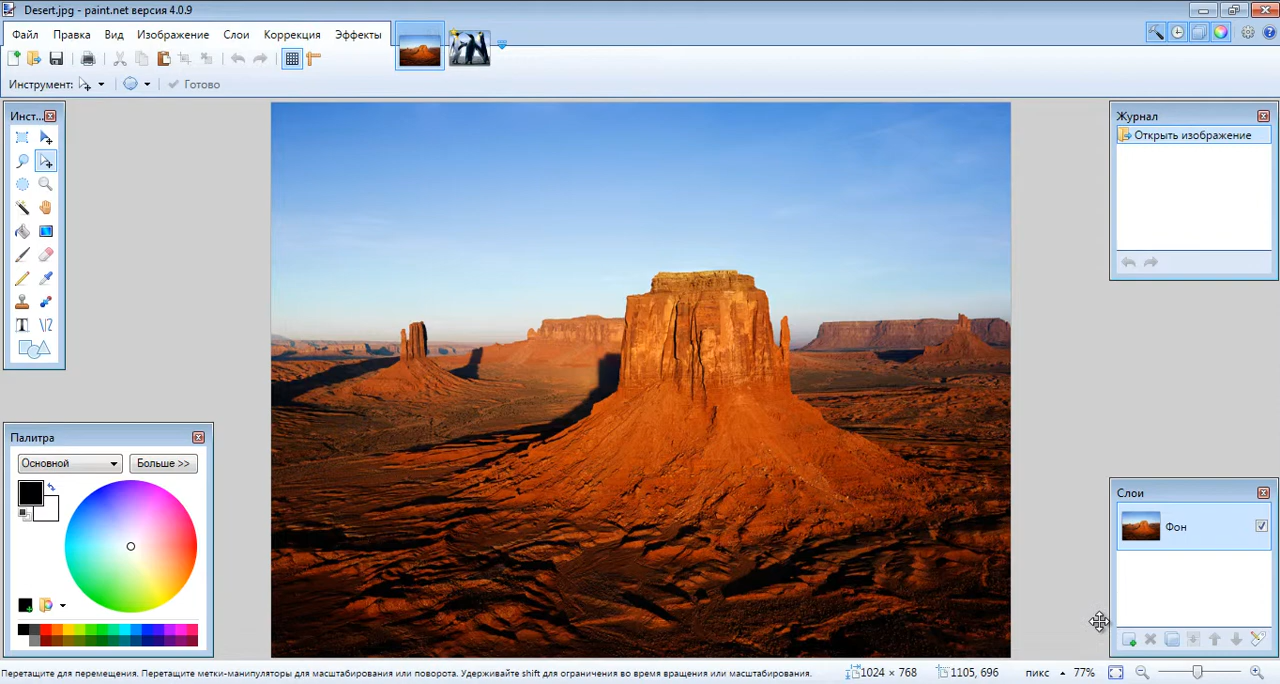 Desert.jpg - paint.net версия 4.0.9
Файл Правка Вид Изображение Слои Коррекция Эффекты
Инструмент: Готово
Инст...
Журнал
Открыть изображение
Палитра
Основной Больше >>
Слои
Фон
Перетащите для перемещения. Перетащите метки-манипуляторы для масштабирования или поворота. Удерживайте shift для ограничения во время вращения или масштабирования. 1024 × 768 1105, 696 пикс 77%